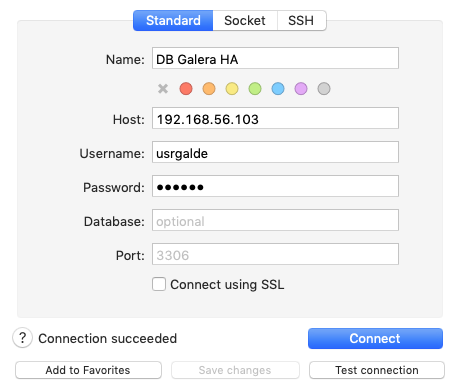 Standard Socket SSH
Name: DB Galera HA
Host: 192.168.56.103
Username: usrgalde
Password: ••••••
Database: optional
Port: 3306
Connect using SSL
? Connection succeeded Connect
Add to Favorites Save changes Test connection